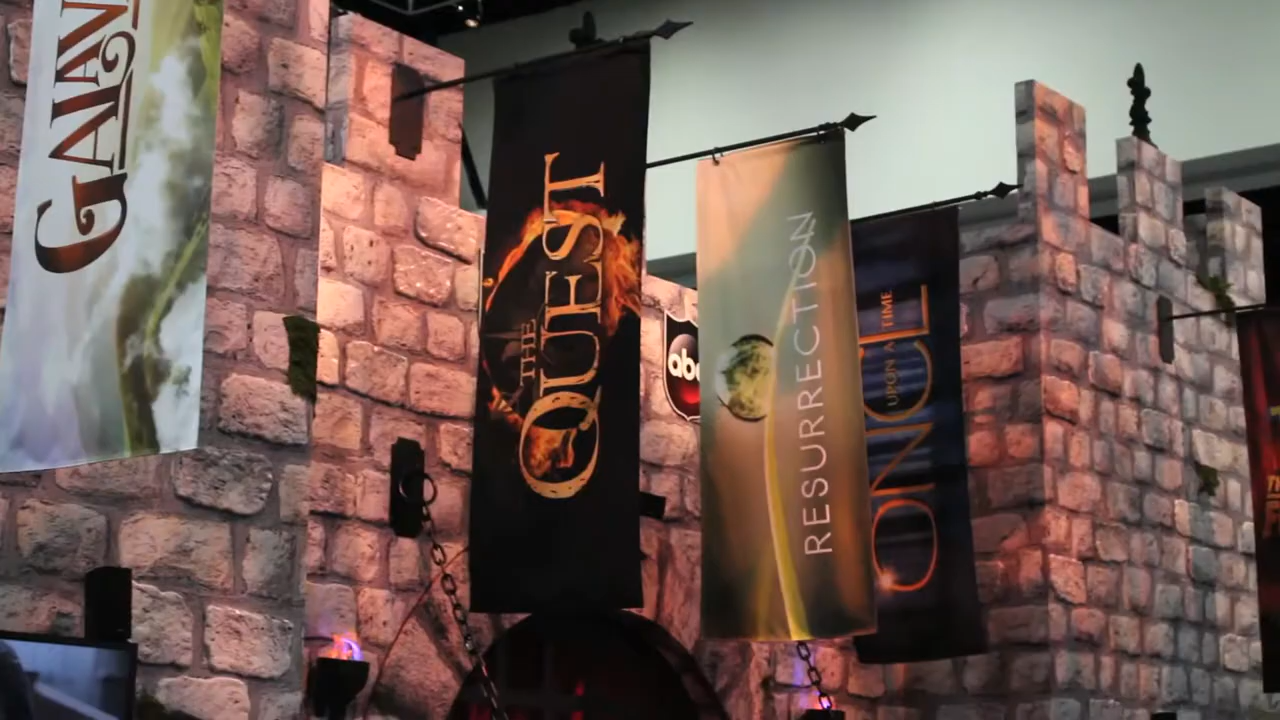 GALAV
THE
QUEST
abc
RESURRECTION
ONCE
UPON A TIME